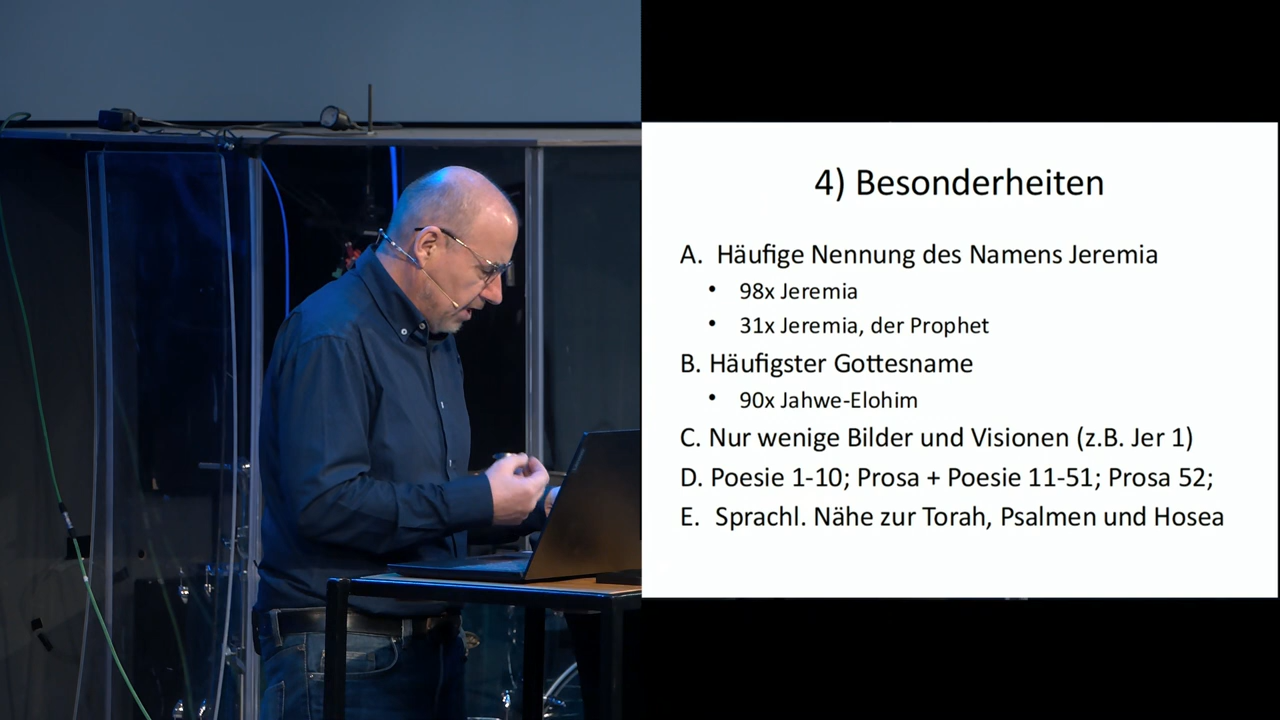 4) Besonderheiten
A. Häufige Nennung des Namens Jeremia
• 98x Jeremia
• 31x Jeremia, der Prophet
B. Häufigster Gottesname
• 90x Jahwe-Elohim
C. Nur wenige Bilder und Visionen (z.B. Jer 1)
D. Poesie 1-10; Prosa + Poesie 11-51; Prosa 52;
E. Sprachl. Nähe zur Torah, Psalmen und Hosea